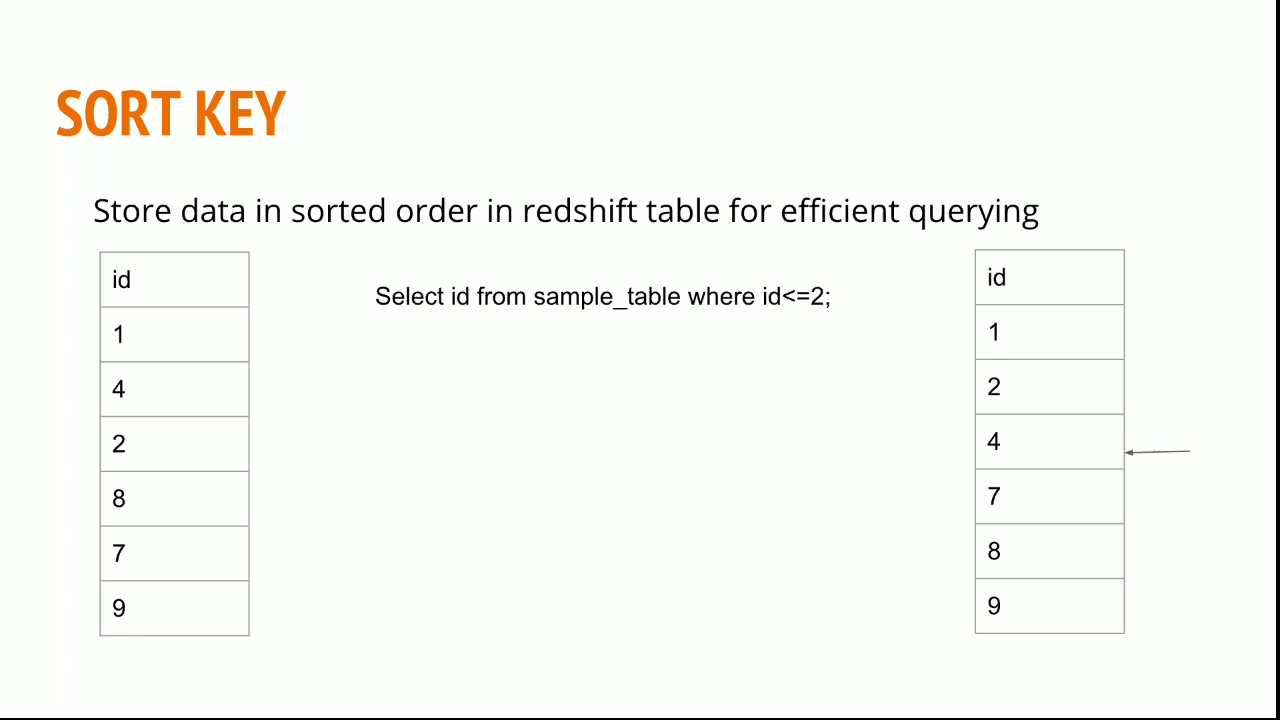 SORT KEY
Store data in sorted order in redshift table for efficient querying
id
1
4
2
8
7
9
Select id from sample_table where id<=2;
id
1
2
4
7
8
9